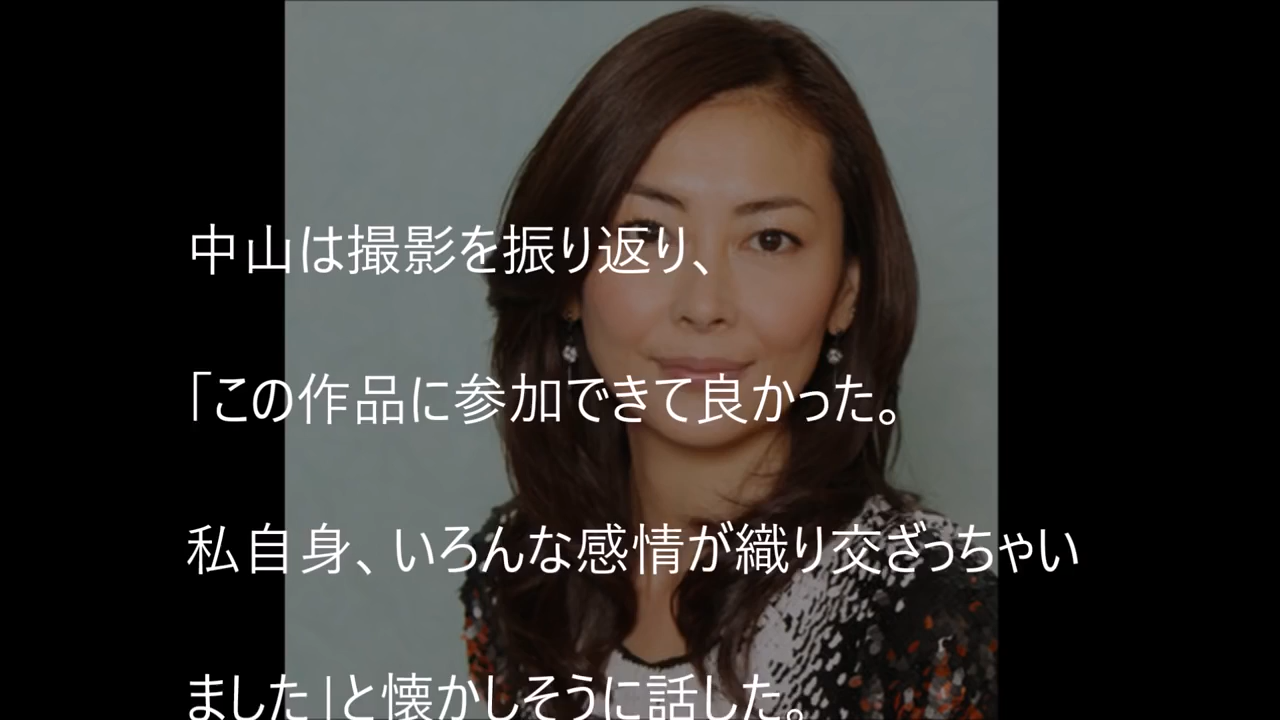 中山は撮影を振り返り、
「この作品に参加できて良かった。
私自身、いろんな感情が織り交ざっちゃい
ました」と懐かしそうに話した。